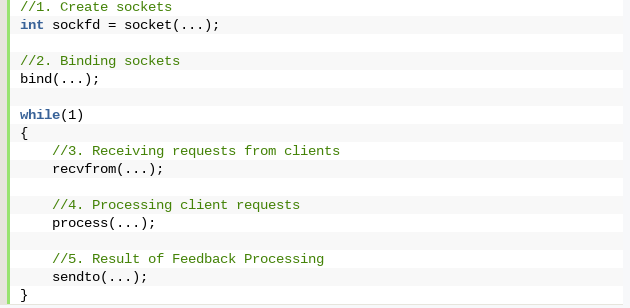 //1. Create sockets
int sockfd = socket(...);
//2. Binding sockets
bind(...);
while(1)
{
//3. Receiving requests from clients
recvfrom(...);
//4. Processing client requests
process(...);
//5. Result of Feedback Processing
sendto(...);
}